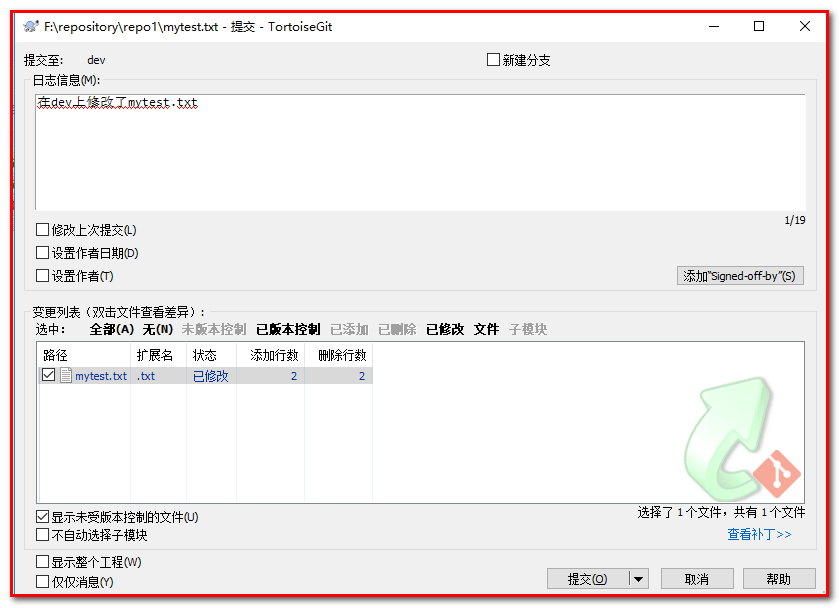 F:\repository\repo1\mytest.txt - 提交 - TortoiseGit
提交至: dev 新建分支
日志信息(M):
在dev上修改了mytest.txt
1/19
修改上次提交(L)
设置作者日期(D)
设置作者(T) 添加"Signed-off-by"(S)
变更列表（双击文件查看差异）:
选中: 全部(A) 无(N) 未版本控制 已版本控制 已添加 已删除 已修改 文件 子模块
路径 扩展名 状态 添加行数 删除行数
mytest.txt .txt 已修改 2 2
显示未受版本控制的文件(U) 选择了 1 个文件，共有 1 个文件
不自动选择子模块 查看补丁>>
显示整个工程(W)
仅仅消息(Y) 提交(O) 取消 帮助